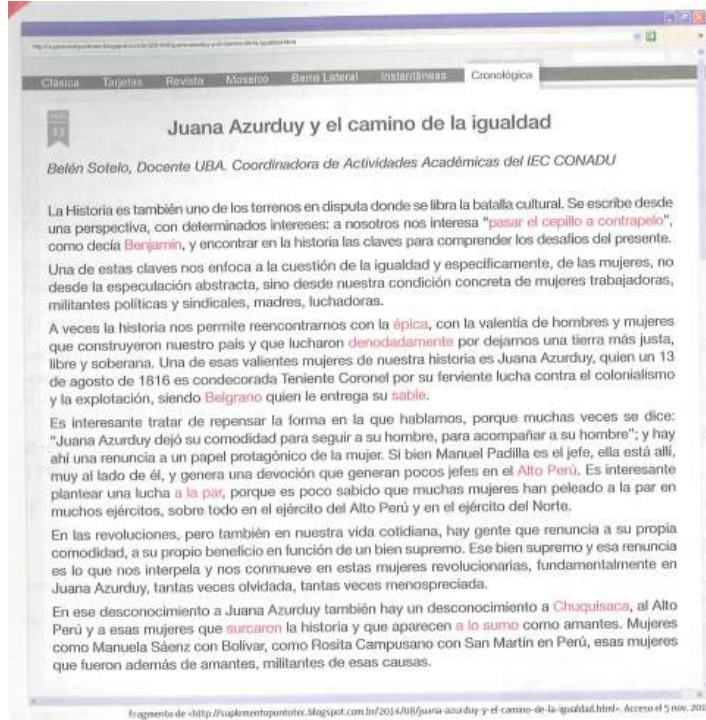 Clásica Tarjetas Revista Mosaico Barra Lateral Instantáneas Cronológica
13
Juana Azurduy y el camino de la igualdad
Belén Sotelo, Docente UBA. Coordinadora de Actividades Académicas del IEC CONADU
La Historia es también uno de los terrenos en disputa donde se libra la batalla cultural. Se escribe desde
una perspectiva, con determinados intereses: a nosotros nos interesa “pasar el cepillo a contrapelo”,
como decía Benjamin, y encontrar en la historia las claves para comprender los desafíos del presente.
Una de estas claves nos enfoca a la cuestión de la igualdad y específicamente, de las mujeres, no
desde la especulación abstracta, sino desde nuestra condición concreta de mujeres trabajadoras,
militantes políticas y sindicales, madres, luchadoras.
A veces la historia nos permite reencontrarnos con la épica, con la valentía de hombres y mujeres
que construyeron nuestro país y que lucharon denodadamente por dejarnos una tierra más justa,
libre y soberana. Una de esas valientes mujeres de nuestra historia es Juana Azurduy, quien un 13
de agosto de 1816 es condecorada Teniente Coronel por su ferviente lucha contra el colonialismo
y la explotación, siendo Belgrano quien le entrega su sable.
Es interesante tratar de repensar la forma en la que hablamos, porque muchas veces se dice:
“Juana Azurduy dejó su comodidad para seguir a su hombre, para acompañar a su hombre”; y hay
ahí una renuncia a un papel protagónico de la mujer. Si bien Manuel Padilla es el jefe, ella está allí,
muy al lado de él, y genera una devoción que generan pocos jefes en el Alto Perú. Es interesante
plantear una lucha a la par, porque es poco sabido que muchas mujeres han peleado a la par en
muchos ejércitos, sobre todo en el ejército del Alto Perú y en el ejército del Norte.
En las revoluciones, pero también en nuestra vida cotidiana, hay gente que renuncia a su propia
comodidad, a su propio beneficio en función de un bien supremo. Ese bien supremo y esa renuncia
es lo que nos interpela y nos conmueve en estas mujeres revolucionarias, fundamentalmente en
Juana Azurduy, tantas veces olvidada, tantas veces menospreciada.
En ese desconocimiento a Juana Azurduy también hay un desconocimiento a Chuquisaca, al Alto
Perú y a esas mujeres que surcaron la historia y que aparecen a lo sumo como amantes. Mujeres
como Manuela Sáenz con Bolívar, como Rosita Campusano con San Martín en Perú, esas mujeres
que fueron además de amantes, militantes de esas causas.
Fragmento de <http://suplementopuntotec.blogspot.com.br/2014/08/juana-azurduy-y-el-camino-de-la-igualdad.html>. Acceso el 5 nov. 201